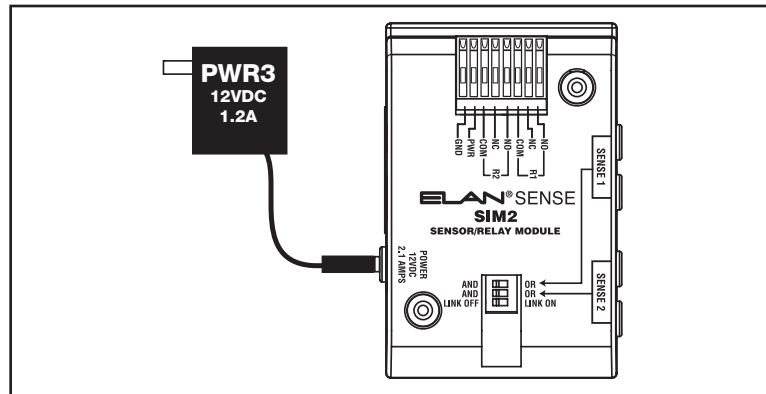 PWR3
12VDC
1.2A
GND
PWR
COM
NC
NO
COM
NC
NO
R2
R1
ELAN® SENSE
SIM2
SENSOR/RELAY MODULE
SENSE 1
SENSE 2
POWER
12VDC
2.1 AMPS
AND OR
AND OR
LINK OFF LINK ON